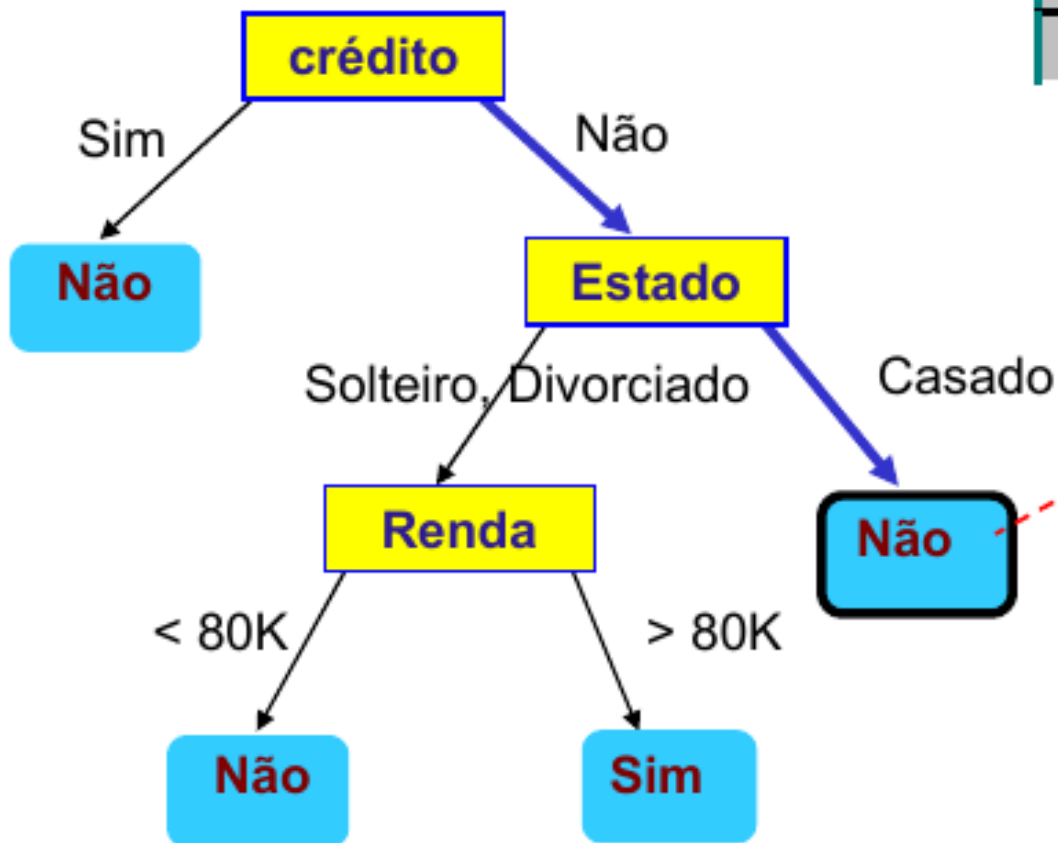 crédito
Sim
Não
Não
Estado
Solteiro, Divorciado
Casado
Renda
Não
< 80K
> 80K
Não
Sim